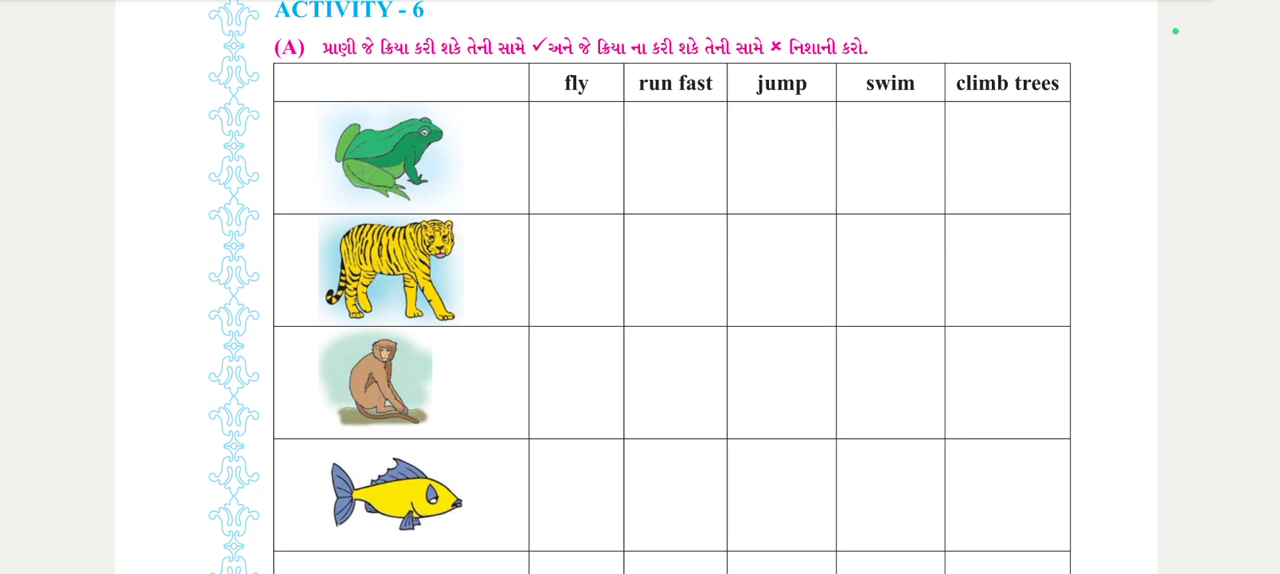 ACTIVITY - 6
(A) પ્રાણી જે ક્રિયા કરી શકે તેની સામે ✓અને જે ક્રિયા ના કરી શકે તેની સામે × નિશાની કરો.
fly run fast jump swim climb trees